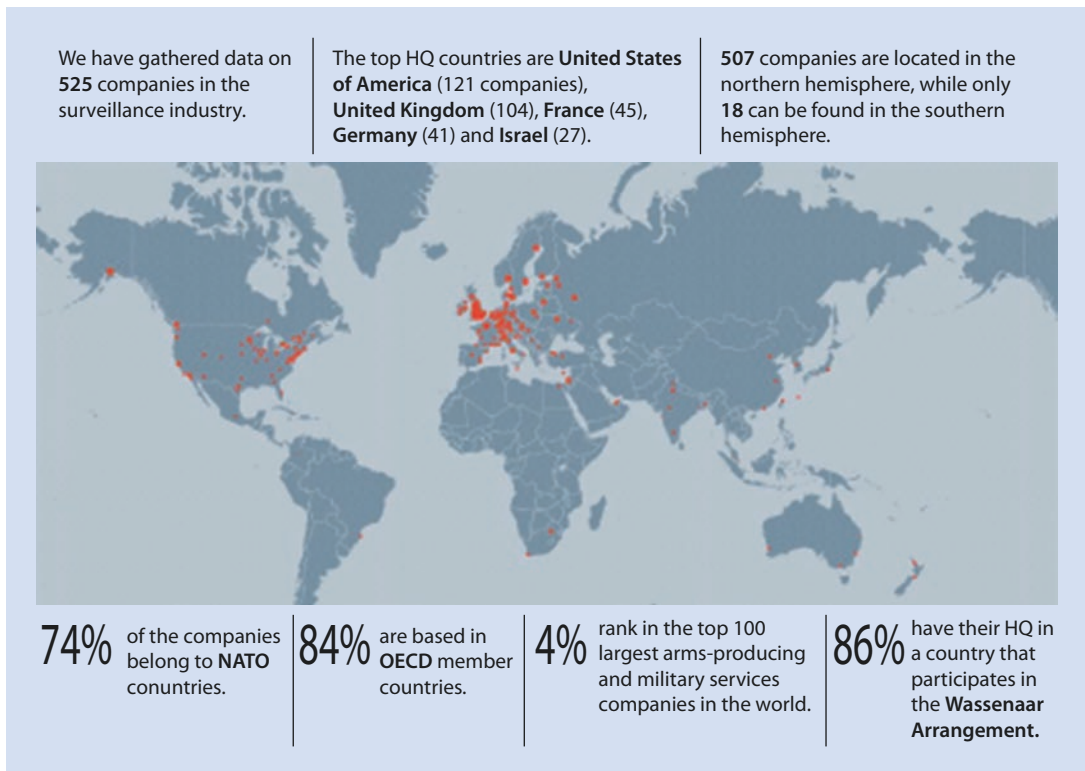 We have gathered data on
525 companies in the
surveillance industry.
The top HQ countries are United States
of America (121 companies),
United Kingdom (104), France (45),
Germany (41) and Israel (27).
507 companies are located in the
northern hemisphere, while only
18 can be found in the southern
hemisphere.
74% of the companies
belong to NATO
conuntries.
84% are based in
OECD member
countries.
4% rank in the top 100
largest arms-producing
and military services
companies in the world.
86% have their HQ in
a country that
participates in
the Wassenaar
Arrangement.